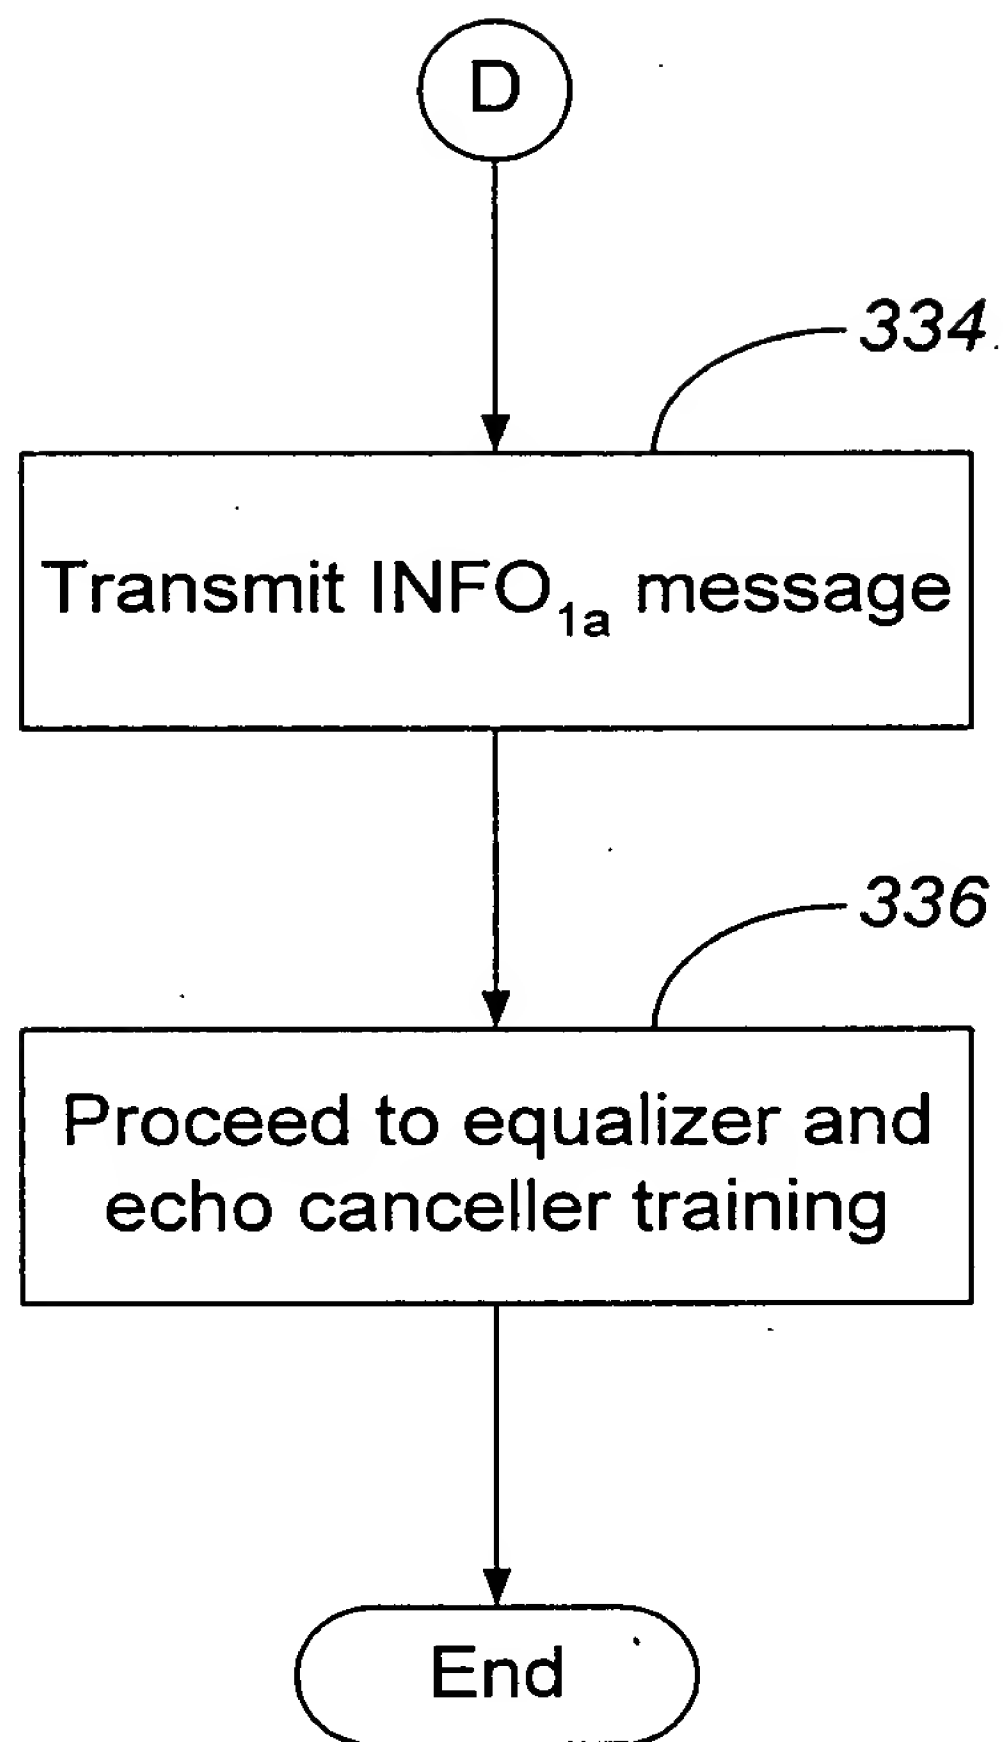 D
334
Transmit INFO1a message
336
Proceed to equalizer and
echo canceller training
End